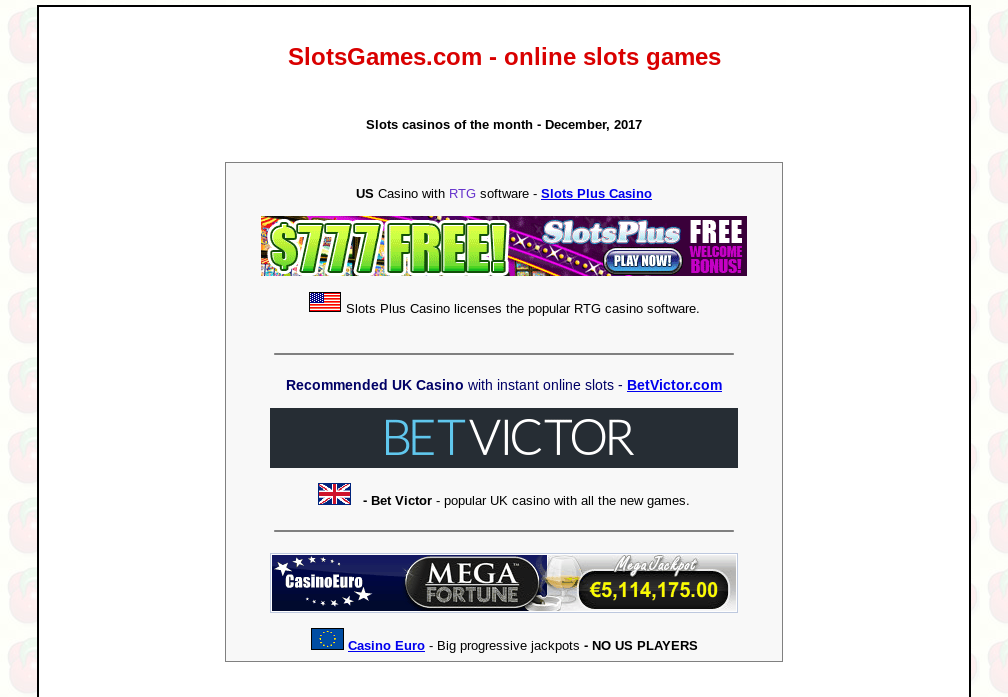 SlotsGames.com - online slots games
Slots casinos of the month - December, 2017
US Casino with RTG software - Slots Plus Casino
$777 FREE! SlotsPlus PLAY NOW! FREE WELCOME BONUS!
Slots Plus Casino licenses the popular RTG casino software.
Recommended UK Casino with instant online slots - BetVictor.com
BETVICTOR
- Bet Victor - popular UK casino with all the new games.
CasinoEuro MEGA FORTUNE™ MegaJackpot €5,114,175.00
Casino Euro - Big progressive jackpots - NO US PLAYERS